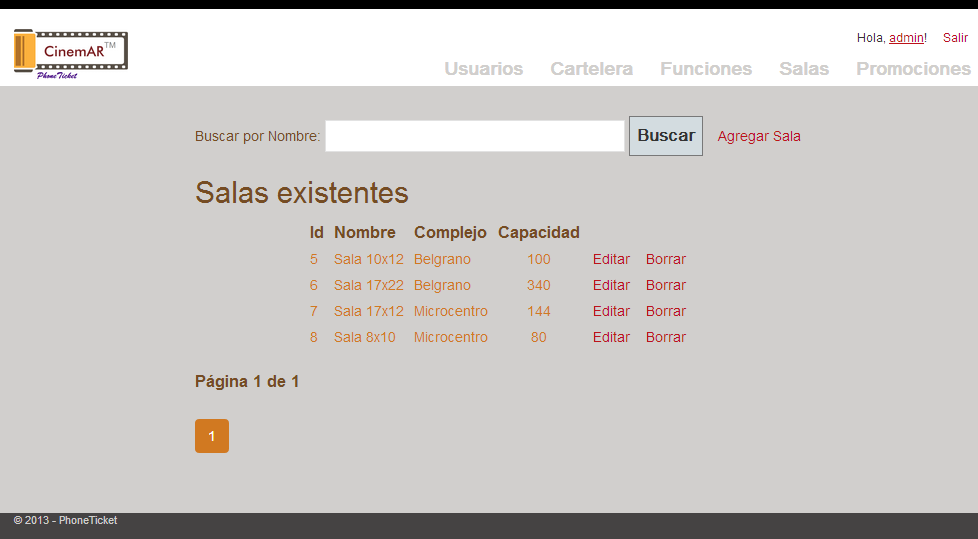 CinemAR™
PhoneTicket
Hola, admin! Salir
Usuarios Cartelera Funciones Salas Promociones
Buscar por Nombre: Buscar Agregar Sala
Salas existentes
Id Nombre Complejo Capacidad
5 Sala 10x12 Belgrano 100 Editar Borrar
6 Sala 17x22 Belgrano 340 Editar Borrar
7 Sala 17x12 Microcentro 144 Editar Borrar
8 Sala 8x10 Microcentro 80 Editar Borrar
Página 1 de 1
1
© 2013 - PhoneTicket